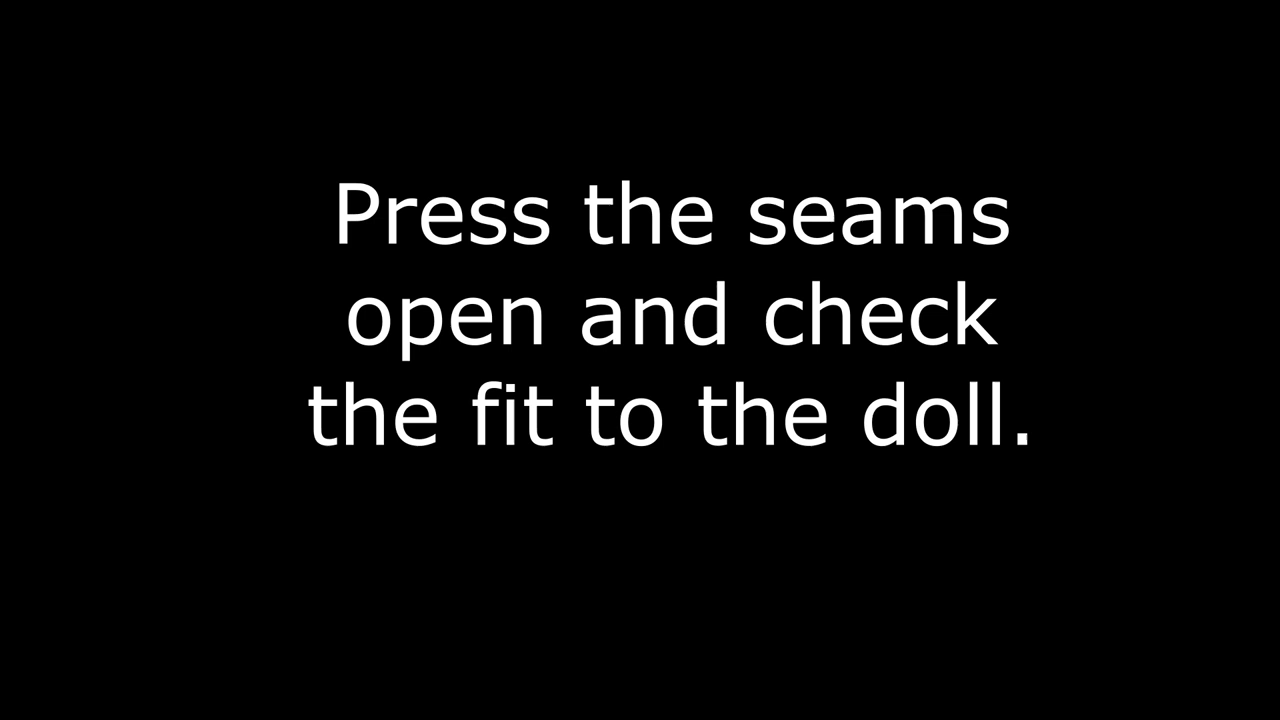 Press the seams
open and check
the fit to the doll.